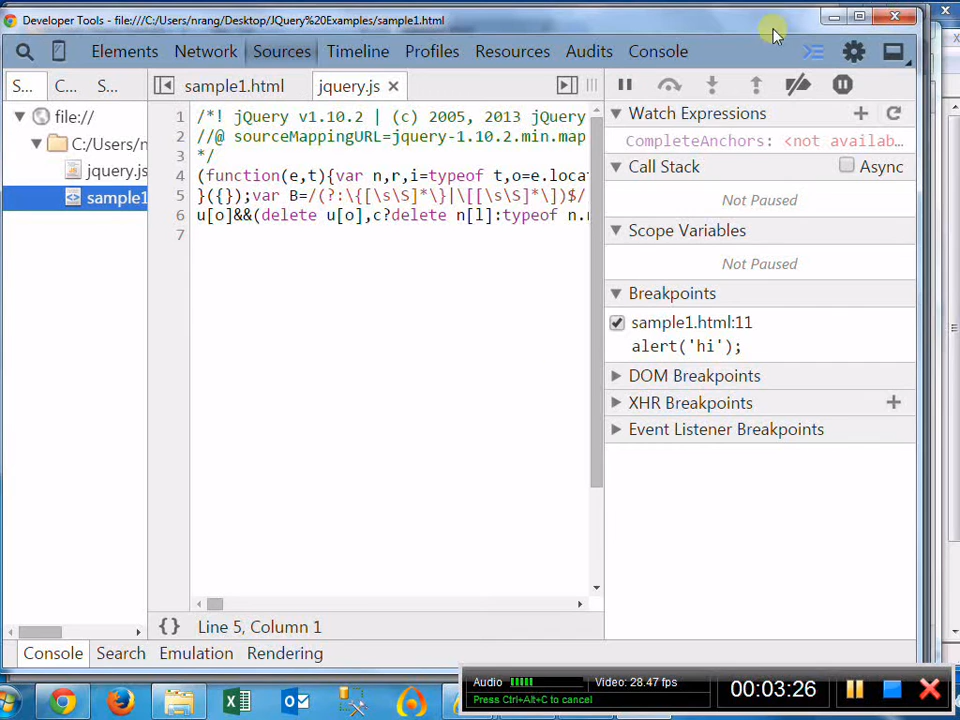 Developer Tools - file:///C:/Users/nrang/Desktop/JQuery%20Examples/sample1.html
Elements Network Sources Timeline Profiles Resources Audits Console
S... C... S... sample1.html jquery.js
file://
C:/Users/n
jquery.js
sample1
1 /*! jQuery v1.10.2 | (c) 2005, 2013 jQuery
2 //@ sourceMappingURL=jquery-1.10.2.min.map
3 */
4 (function(e,t){var n,r,i=typeof t,o=e.loca
5 }({});var B=/(?:\{[\s\S]*\}|\[[\s\S]*\])$/
6 u[o]&&(delete u[o],c?delete n[l]:typeof n.r
7
Watch Expressions
CompleteAnchors: <not availab...
Call Stack Async
Not Paused
Scope Variables
Not Paused
Breakpoints
sample1.html:11
alert('hi');
DOM Breakpoints
XHR Breakpoints
Event Listener Breakpoints
{} Line 5, Column 1
Console Search Emulation Rendering
Audio Video: 28.47 fps
Press Ctrl+Alt+C to cancel
00:03:26